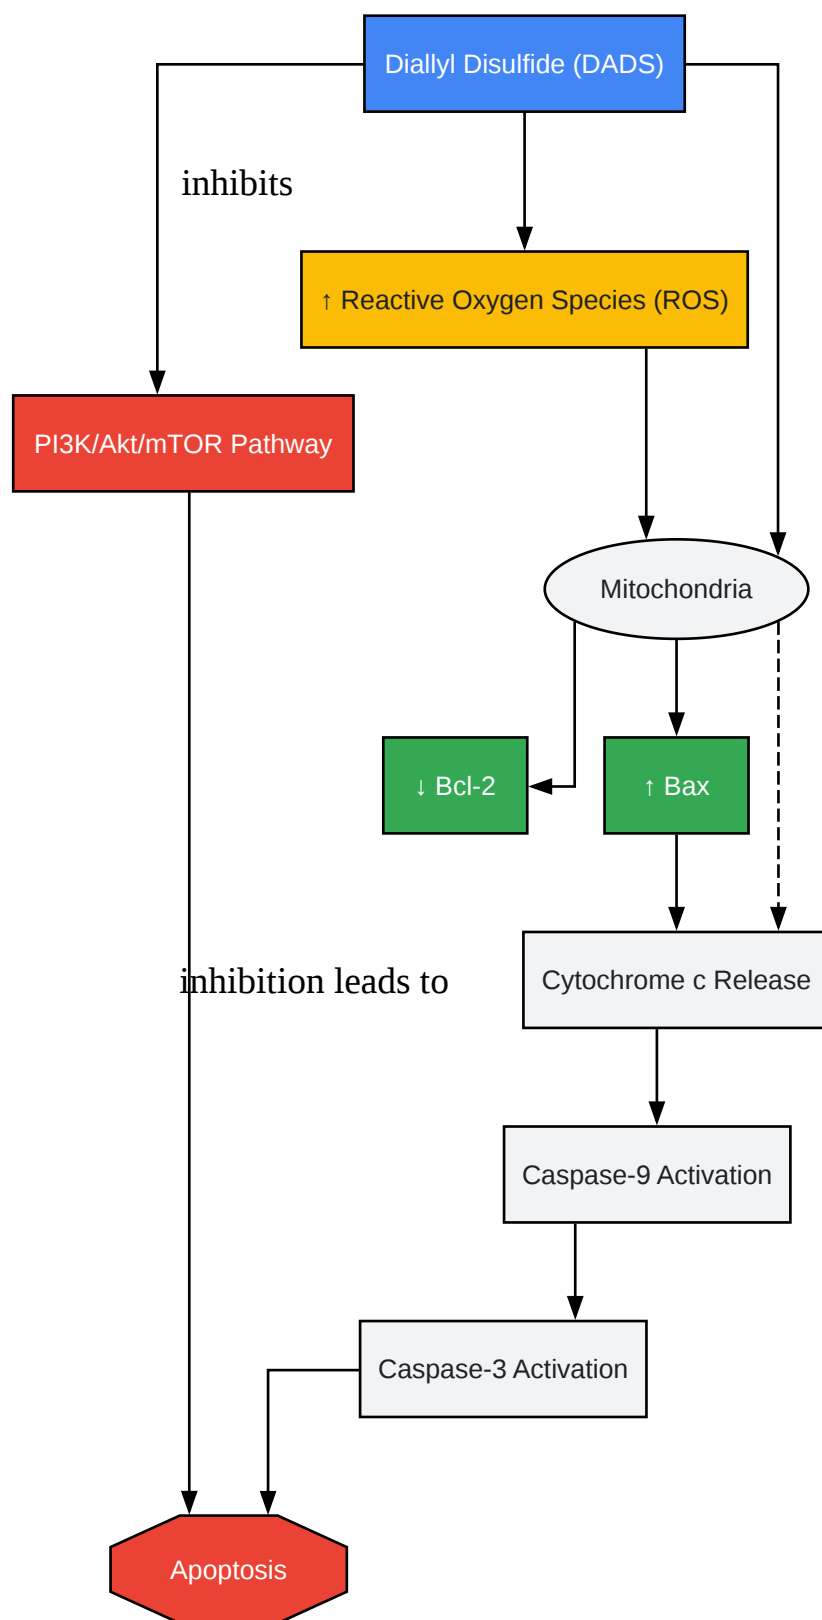 Diallyl Disulfide (DADS)
inhibits
↑ Reactive Oxygen Species (ROS)
PI3K/Akt/mTOR Pathway
Mitochondria
↓ Bcl-2
↑ Bax
inhibition leads to
Cytochrome c Release
Caspase-9 Activation
Caspase-3 Activation
Apoptosis